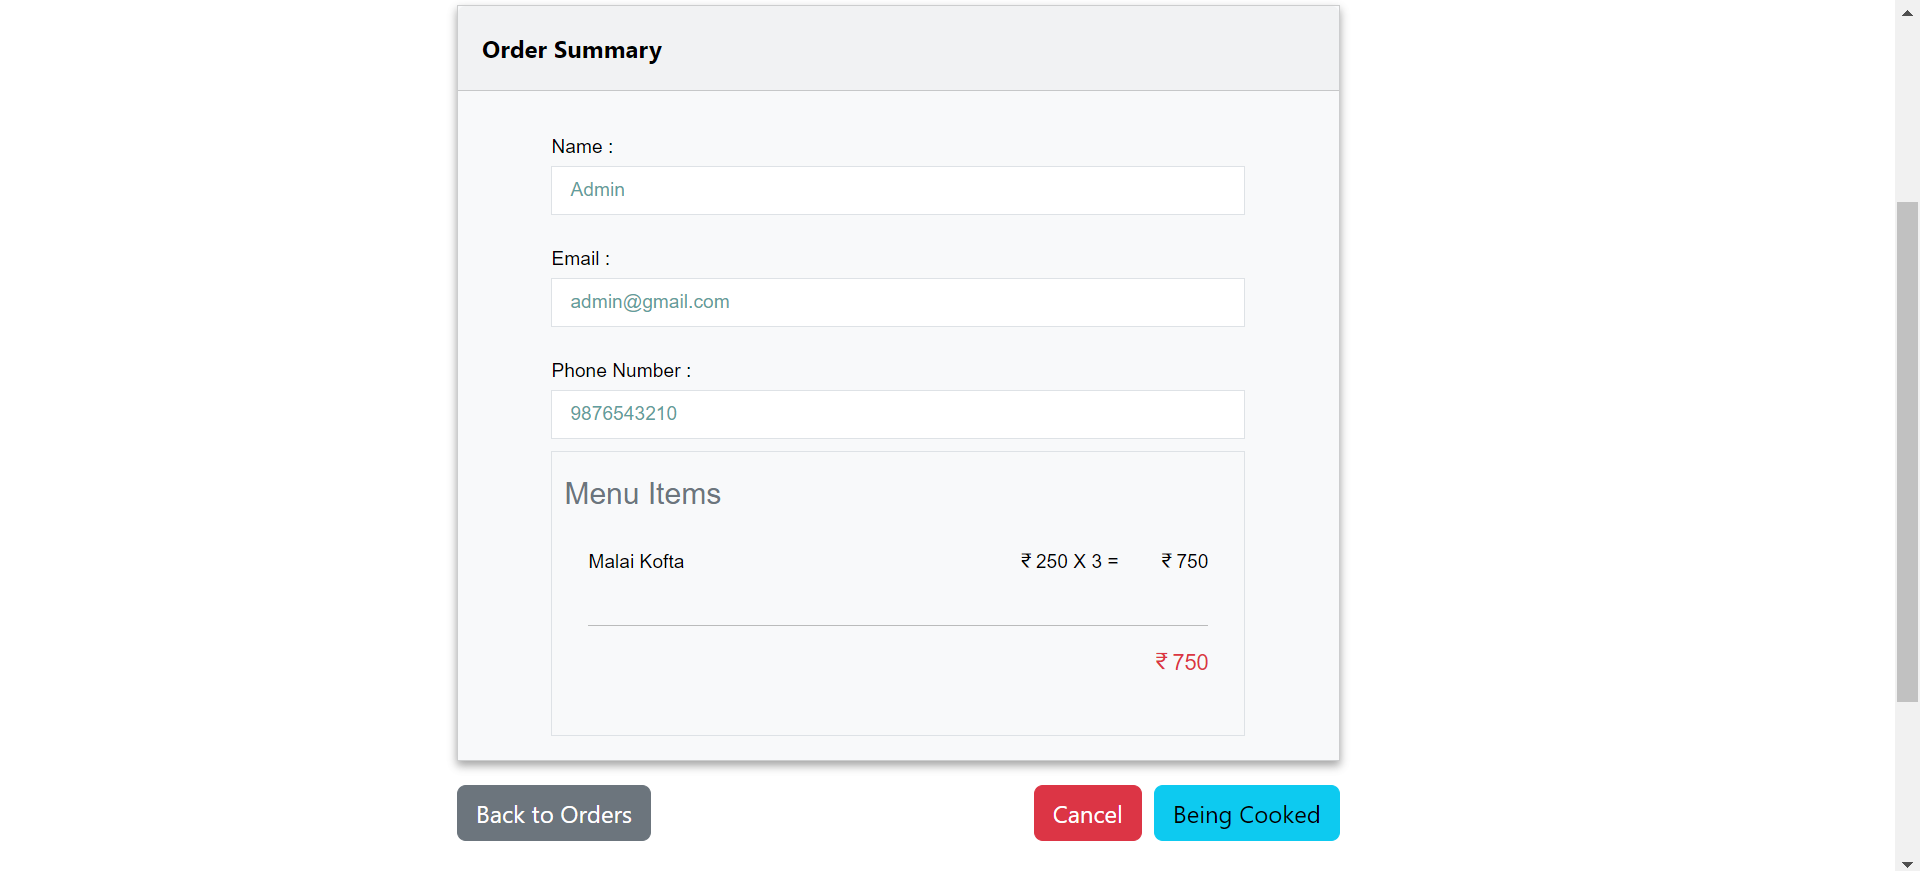 Order Summary
Name :
Admin
Email :
admin@gmail.com
Phone Number :
9876543210
Menu Items
Malai Kofta ₹ 250 X 3 = ₹ 750
₹ 750
Back to Orders Cancel Being Cooked